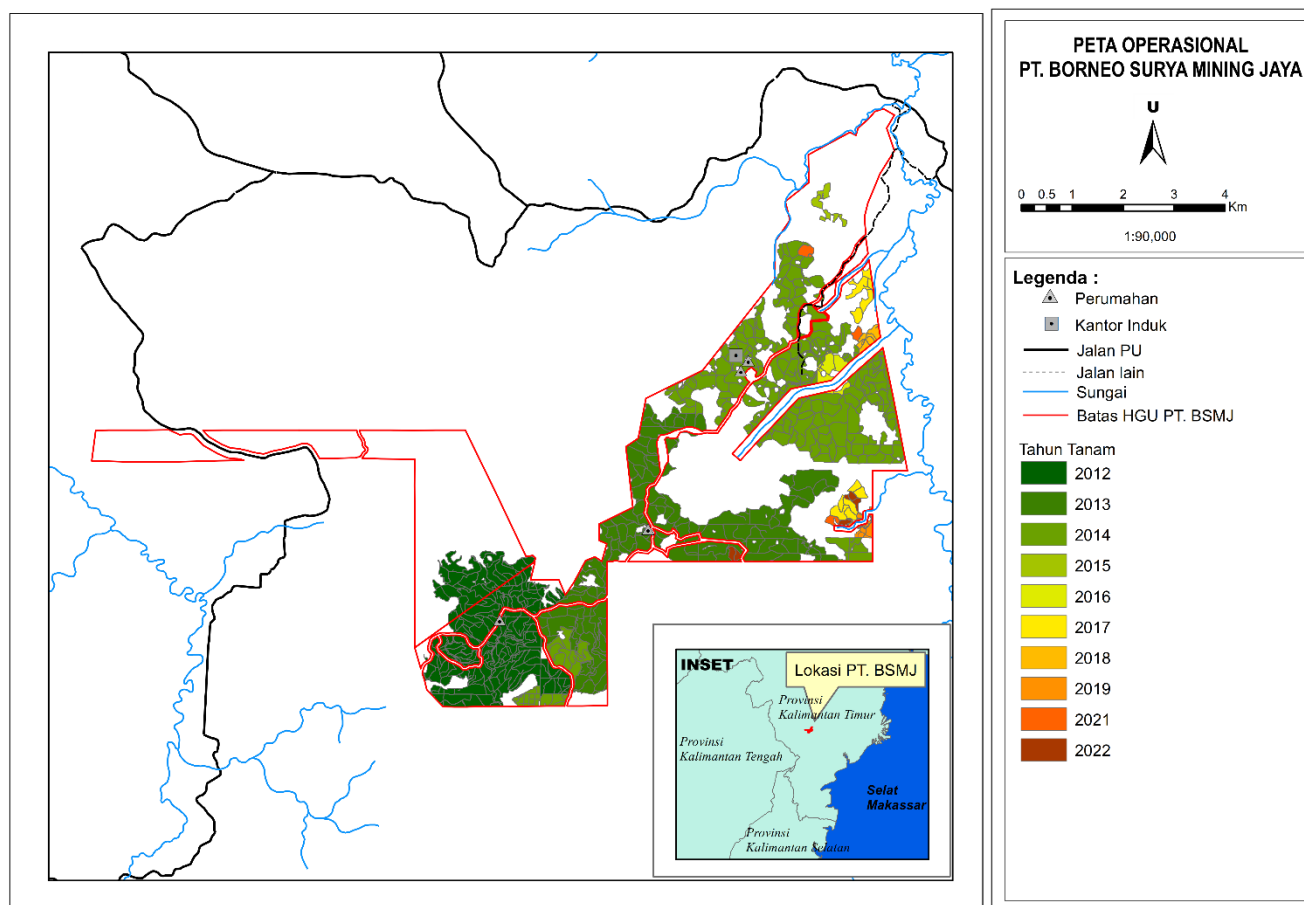 PETA OPERASIONAL
PT. BORNEO SURYA MINING JAYA
U
0 0.5 1 2 3 4
Km
1:90,000
Legenda :
Perumahan
Kantor Induk
Jalan PU
Jalan lain
Sungai
Batas HGU PT. BSMJ
Tahun Tanam
2012
2013
2014
2015
2016
2017
2018
2019
2021
2022
INSET
Lokasi PT. BSMJ
Provinsi
Kalimantan Timur
Provinsi
Kalimantan Tengah
Selat
Makassar
Provinsi
Kalimantan Selatan